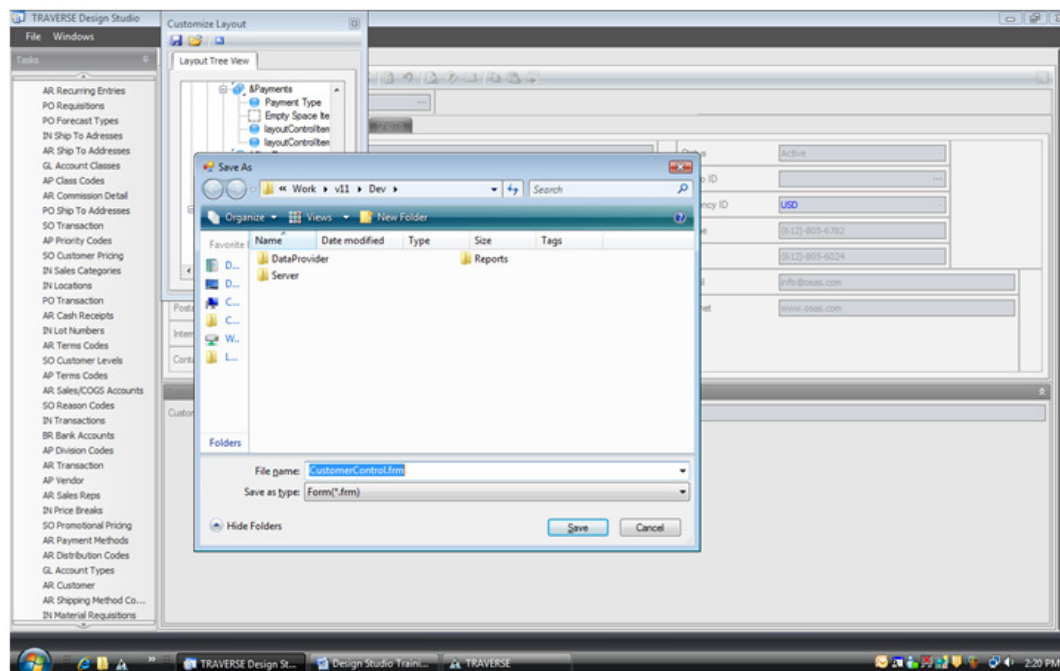 TRAVERSE Design Studio
File Windows
Tasks
AR Recurring Entries
PO Requisitions
PO Forecast Types
IN Ship To Adresses
AR Ship To Addresses
GL Account Classes
AP Class Codes
AR Commission Detail
PO Ship To Addresses
SO Transaction
AP Priority Codes
SO Customer Pricing
IN Sales Categories
IN Locations
PO Transaction
AR Cash Receipts
IN Lot Numbers
AR Terms Codes
SO Customer Levels
AP Terms Codes
AR Sales/COGS Accounts
SO Reason Codes
IN Transactions
BR Bank Accounts
AP Division Codes
AR Transaction
AP Vendor
AR Sales Reps
IN Price Breaks
SO Promotional Pricing
AR Payment Methods
AR Distribution Codes
GL Account Types
AR Customer
AR Shipping Method Co...
IN Material Requisitions
Customize Layout
Layout Tree View
&Payments
Payment Type
Empty Space Ite
layoutControlItem
layoutControlItem
Save As
« Work v11 Dev
Search
Organize Views New Folder
Favorite
Name Date modified Type Size Tags
DataProvider Reports
Server
D...
D...
C...
C...
W...
L...
Folders
File name: CustomerControl.frm
Save as type: Form(*.frm)
Hide Folders
Save Cancel
Active
ID
USD
(612)-805-6782
(612)-805-6024
info@osas.com
www.osas.com
TRAVERSE Design St... Design Studio Traini... TRAVERSE
2:20 PM